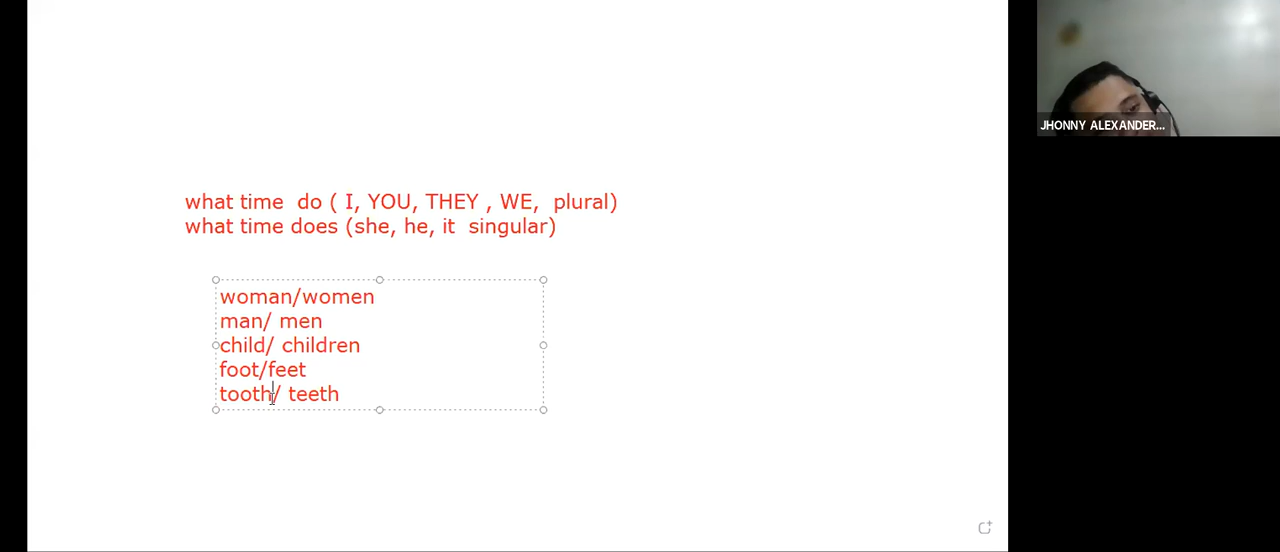 what time  do ( I, YOU, THEY , WE,  plural)
what time does (she, he, it  singular)
woman/women
man/ men
child/ children
foot/feet
tooth/ teeth
JHONNY ALEXANDER...